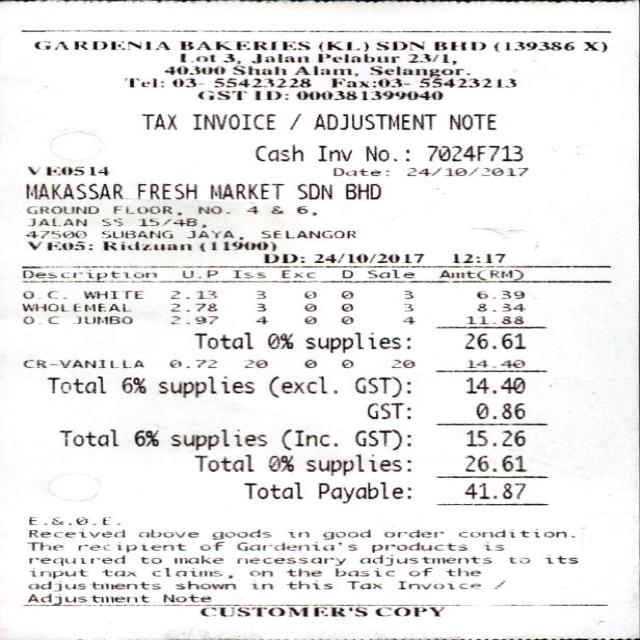 GARDENIA BAKERIES (KL) SDN BHD (139386 X)
Lot 3, Jalan Pelabur 23/1,
40300 Shah Alam, Selangor.
Tel: 03- 55423228 Fax:03- 55423213
GST ID: 000381399040
TAX INVOICE / ADJUSTMENT NOTE
Cash Inv No.: 7024F713
VE0514 Date: 24/10/2017
MAKASSAR FRESH MARKET SDN BHD
GROUND FLOOR, NO. 4 & 6,
JALAN SS 15/4B,
47500 SUBANG JAYA, SELANGOR
VE05: Ridzuan (11900)
DD: 24/10/2017 12:17
Description U.P Iss Exc D Sale Amt(RM)
O.C. WHITE 2.13 3 0 0 3 6.39
WHOLEMEAL 2.78 3 0 0 3 8.34
O.C JUMBO 2.97 4 0 0 4 11.88
Total 0% supplies: 26.61
CR-VANILLA 0.72 20 0 0 20 14.40
Total 6% supplies (excl. GST): 14.40
GST: 0.86
Total 6% supplies (Inc. GST): 15.26
Total 0% supplies: 26.61
Total Payable: 41.87
E.&.O.E.
Received above goods in good order condition.
The recipient of Gardenia's products is
required to make necessary adjustments to its
input tax claims, on the basic of the
adjustments shown in this Tax Invoice /
Adjustment Note
CUSTOMER'S COPY